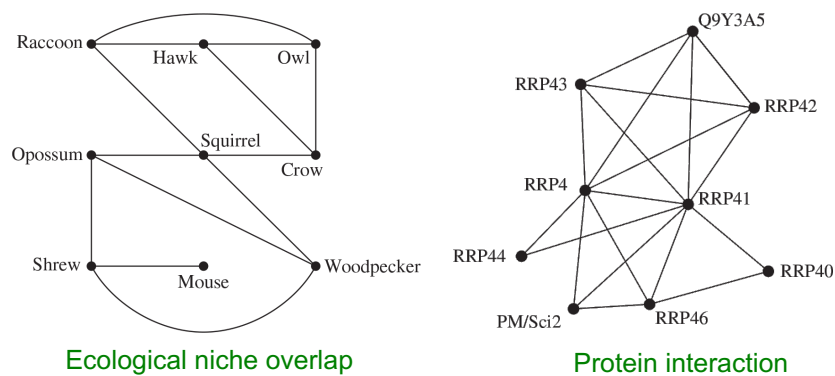 Raccoon
Hawk
Owl
Opossum
Squirrel
Crow
Shrew
Mouse
Woodpecker
Ecological niche overlap
Q9Y3A5
RRP43
RRP42
RRP4
RRP41
RRP44
RRP40
PM/Sci2
RRP46
Protein interaction